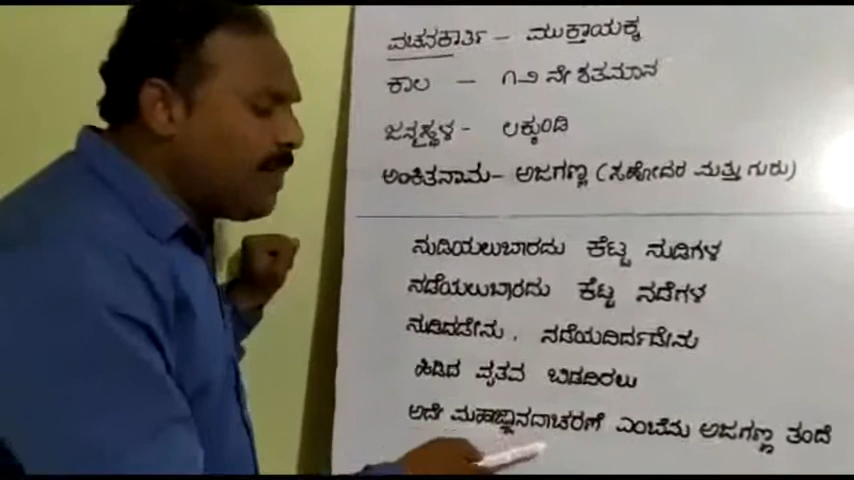 ವಚನಕಾರ್ತಿ - ಮುಕ್ತಾಯಕ್ಕ
ಕಾಲ - ೧೨ ನೇ ಶತಮಾನ
ಜನ್ಮಸ್ಥಳ - ಲಕ್ಕುಂಡಿ
ಅಂಕಿತನಾಮ - ಅಜಗಣ್ಣ (ಸಹೋದರ ಮತ್ತು ಗುರು)
ನುಡಿಯಲುಬಾರದು ಕೆಟ್ಟ ನುಡಿಗಳ
ನಡೆಯಲುಬಾರದು ಕೆಟ್ಟ ನಡೆಗಳ
ನುಡಿದಡೇನು, ನಡೆಯದಿರ್ದಡೇನು
ಹಿಡಿದ ವ್ರತವ ಬಿಡದಿರಲು
ಅದೇ ಮಹಾಜ್ಞಾನದಾಚರಣೆ ಎಂಬೆನು ಅಜಗಣ್ಣ ತಂದೆ